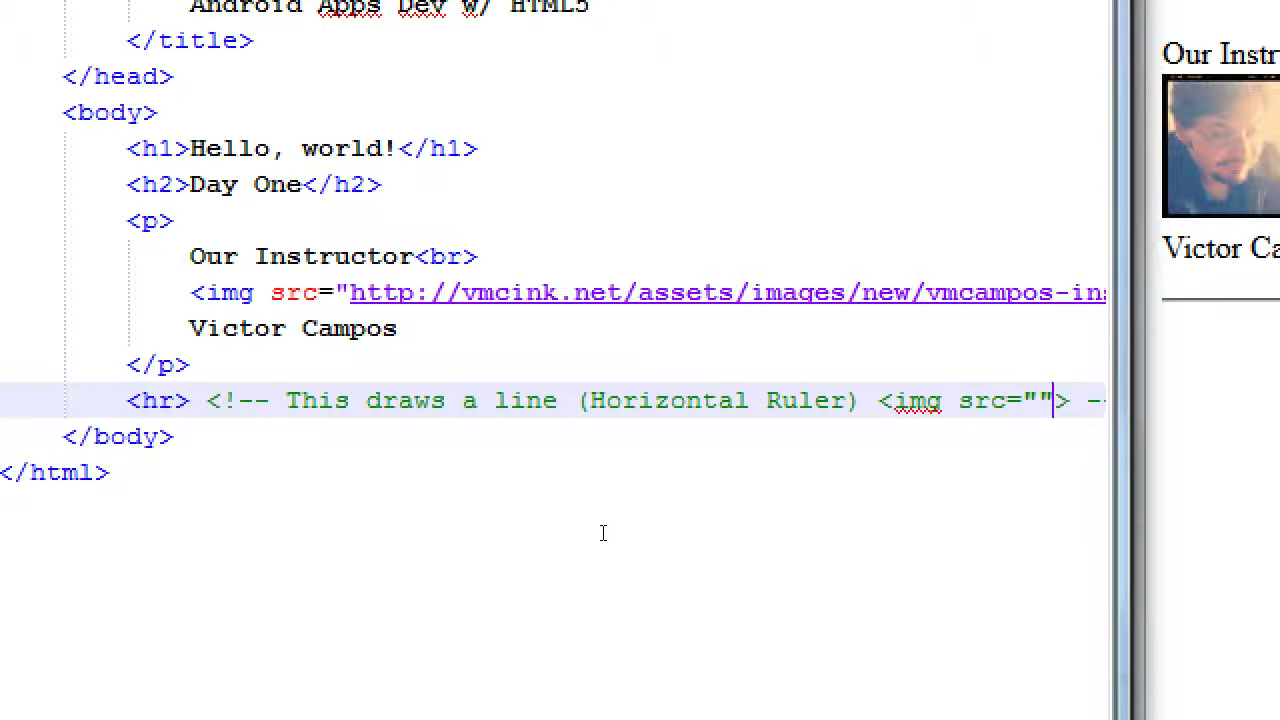 Android Apps Dev w/ HTML5
</title>
</head>
<body>
<h1>Hello, world!</h1>
<h2>Day One</h2>
<p>
Our Instructor<br>
<img src="http://vmcink.net/assets/images/new/vmcampos-ins
Victor Campos
</p>
<hr> <!-- This draws a line (Horizontal Ruler) <img src=""> --
</body>
</html>
Our Instr
Victor Ca